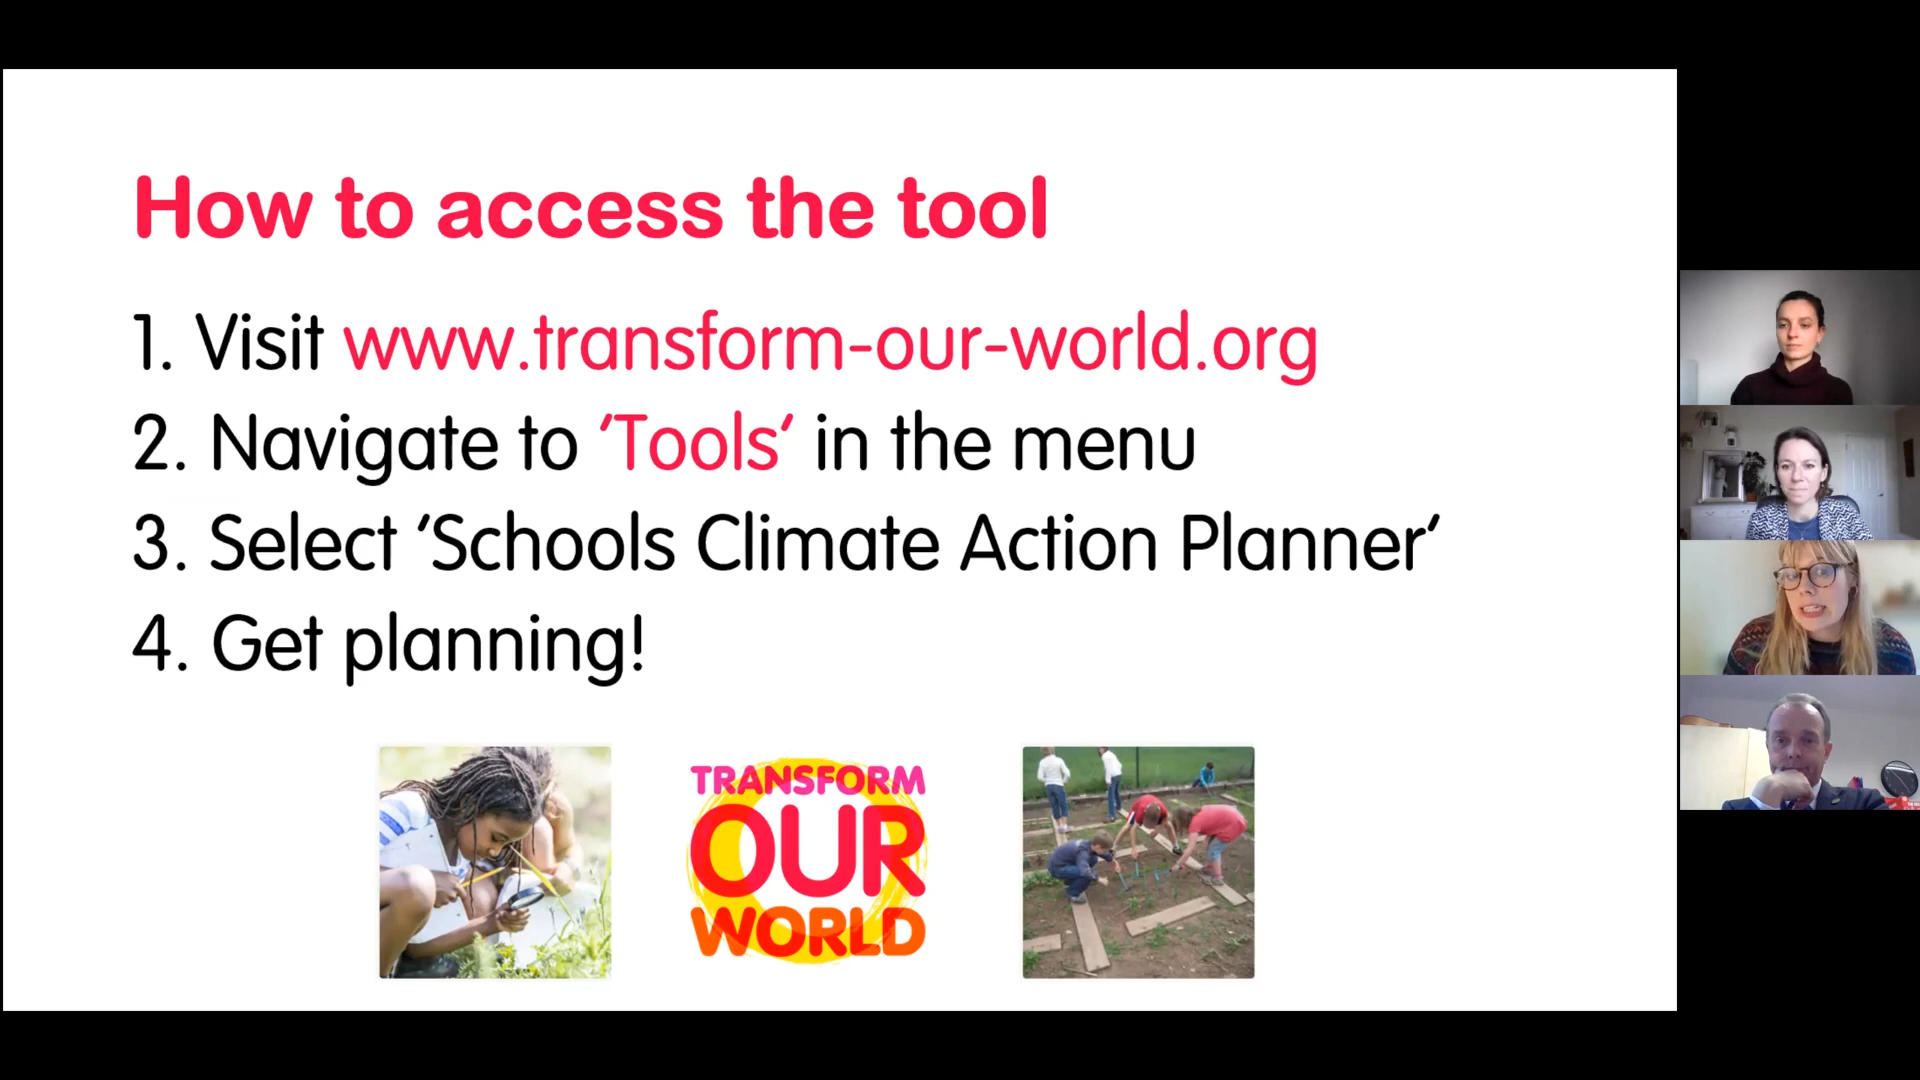 How to access the tool
1. Visit www.transform-our-world.org
2. Navigate to ‘Tools’ in the menu
3. Select ‘Schools Climate Action Planner’
4. Get planning!
TRANSFORM
OUR
WORLD